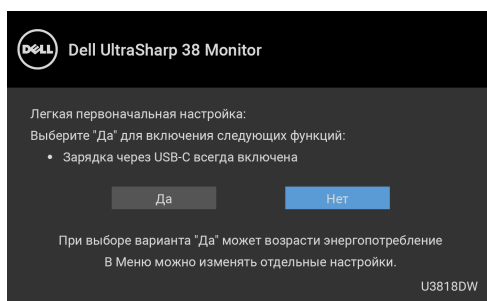 DELL Dell UltraSharp 38 Monitor
Легкая первоначальная настройка:
Выберите "Да" для включения следующих функций:
• Зарядка через USB-C всегда включена
Да Нет
При выборе варианта "Да" может возрасти энергопотребление
В Меню можно изменять отдельные настройки.
U3818DW